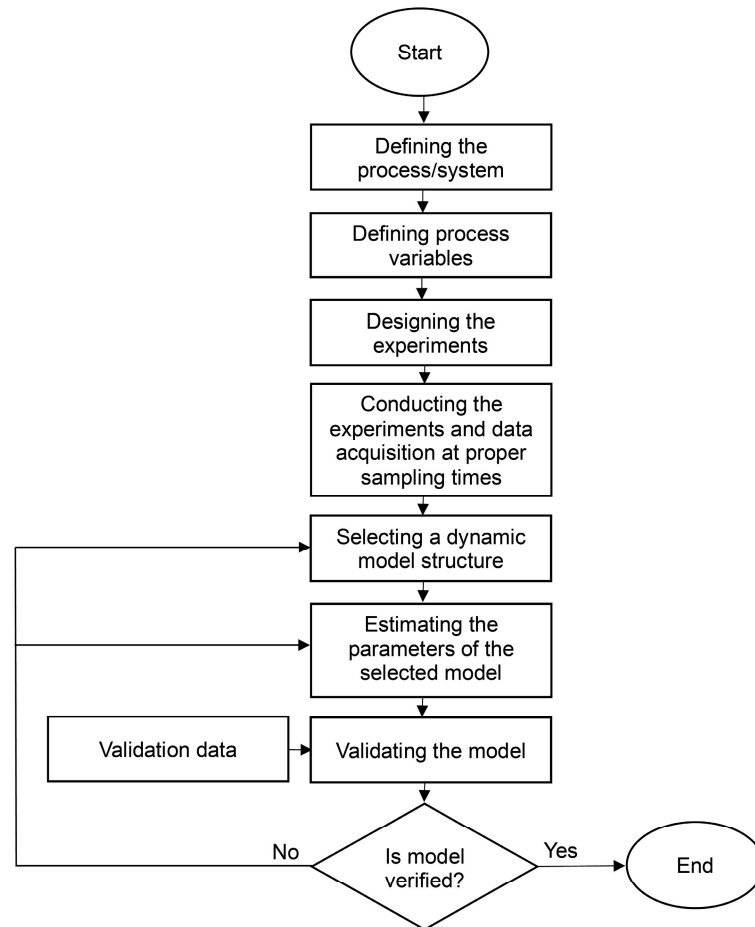 Start
Defining the
process/system
Defining process
variables
Designing the
experiments
Conducting the
experiments and data
acquisition at proper
sampling times
Selecting a dynamic
model structure
Estimating the
parameters of the
selected model
Validation data
Validating the model
No
Is model
verified?
Yes
End